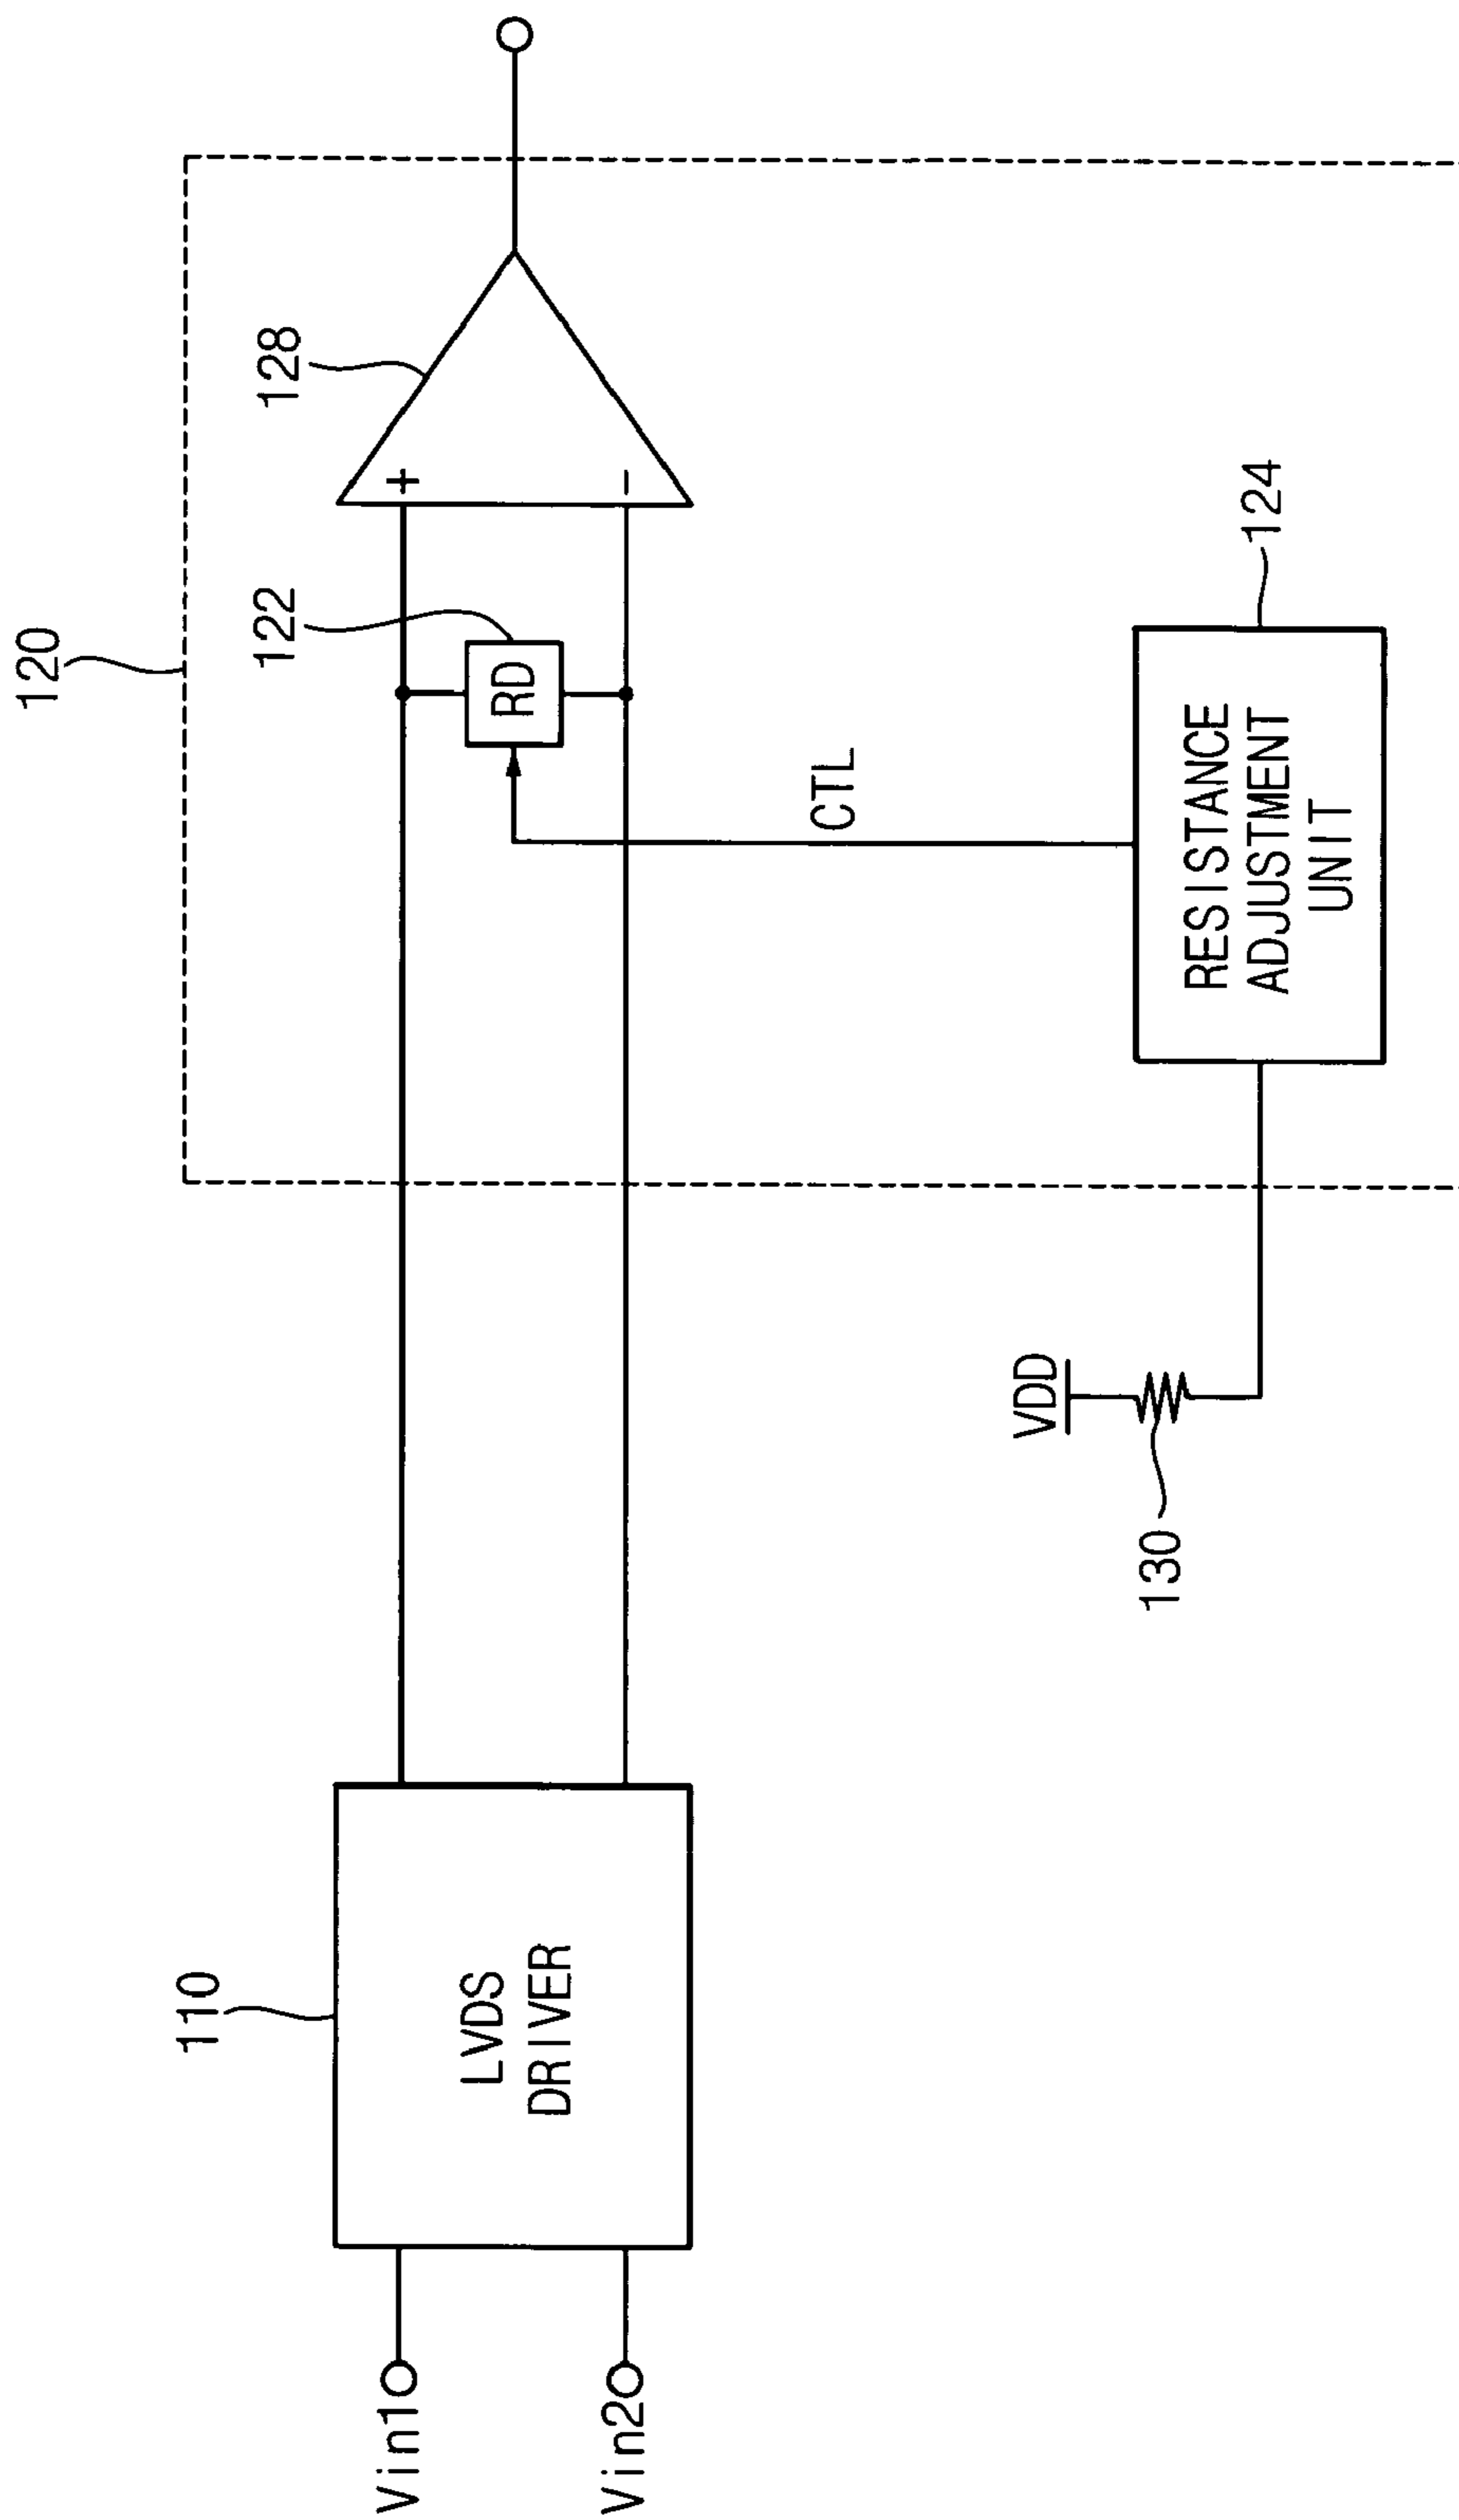 120
128
122
110
RD
Vin1
LVDS
DRIVER
Vin2
CTL
VDD
130
124
RESISTANCE
ADJUSTMENT
UNIT
+
−